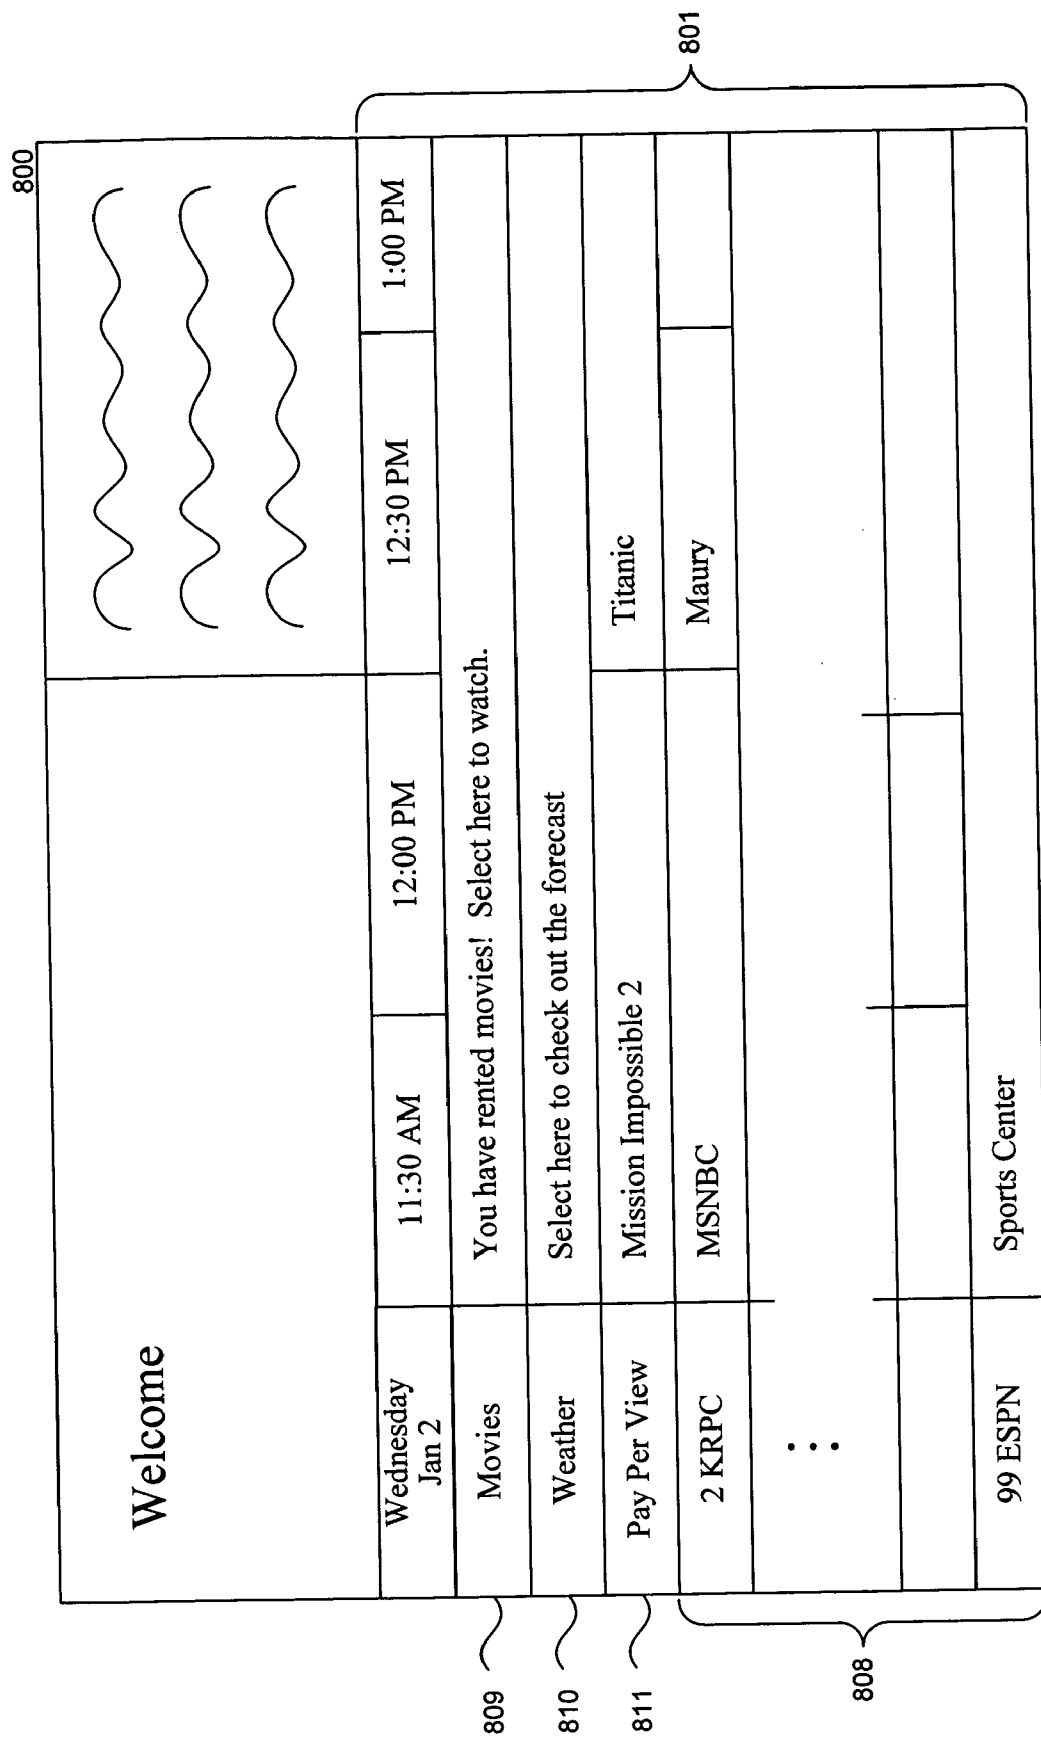 800
Welcome
Wednesday
Jan 2
11:30 AM
12:00 PM
12:30 PM
1:00 PM
801
809
Movies
You have rented movies! Select here to watch.
810
Weather
Select here to check out the forecast
811
Pay Per View
Mission Impossible 2
Titanic
808
2 KRPC
MSNBC
Maury
99 ESPN
Sports Center